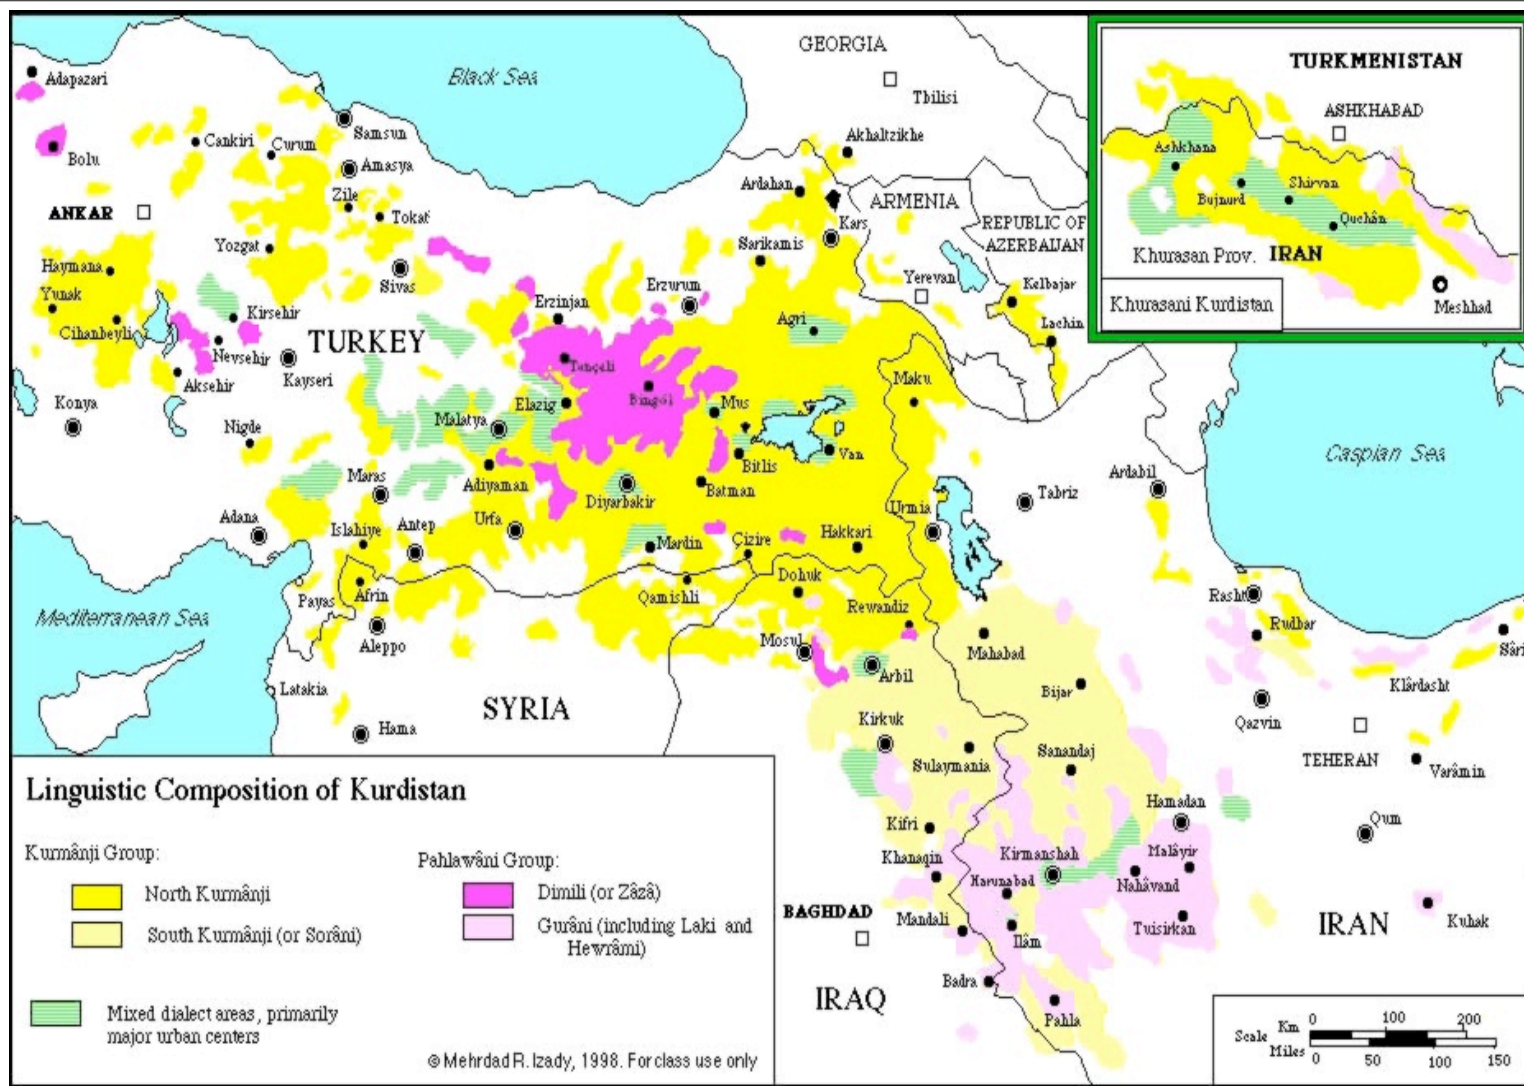 GEORGIA
Black Sea
Tbilisi
Adapazari
Bolu
Cankiri
Curum
Samsun
Amasya
Zile
Tokat
Akhaltzikhe
Ardahan
ARMENIA
Kars
REPUBLIC OF
AZERBAIJAN
ANKAR
Yozgat
Sarikamis
Haymana
Sivas
Yerevan
Kelbajar
Yunak
Erzinjan
Erzurum
Lachin
Cihanbeyli
Kirsehir
Agri
TURKEY
Nevsehir
Kayseri
Aksehir
Maku
Konya
Elazig
Bingöl
Mus
Malatya
Nigde
Bitlis
Van
Caspian Sea
Maras
Adiyaman
Diyarbakir
Batman
Ardabil
Tabriz
Adana
Islahiye
Antep
Urfa
Urmia
Mardin
Çizire
Hakkari
Payas
Afrin
Qamishli
Dohuk
Rewandiz
Rasht
Mediterranean Sea
Aleppo
Mosul
Rudbar
Sâri
Mahabad
Arbil
Latakia
SYRIA
Bijar
Klârdasht
Hama
Kirkuk
Qazvin
Sulaymania
Sanandaj
TEHERAN
Varâmin
Hamadan
Kifri
Qum
Khanaqin
Kirmanshah
Malâyir
Harunabad
Nahâvand
BAGHDAD
Mandali
Tuisirkan
IRAN
Kuhak
Ilâm
Badra
IRAQ
Pahla
TURKMENISTAN
ASHKHABAD
Ashkhana
Shirvan
Bujnurd
Quchân
Khurasan Prov. IRAN
Meshhad
Khurasani Kurdistan
Linguistic Composition of Kurdistan
Kurmânji Group:
North Kurmânji
South Kurmânji (or Sorâni)
Pahlawâni Group:
Dimili (or Zâzâ)
Gurâni (including Laki and
Hewrâmi)
Mixed dialect areas, primarily
major urban centers
© Mehrdad R. Izady, 1998. For class use only
Scale
Km
0 100 200
Miles
0 50 100 150